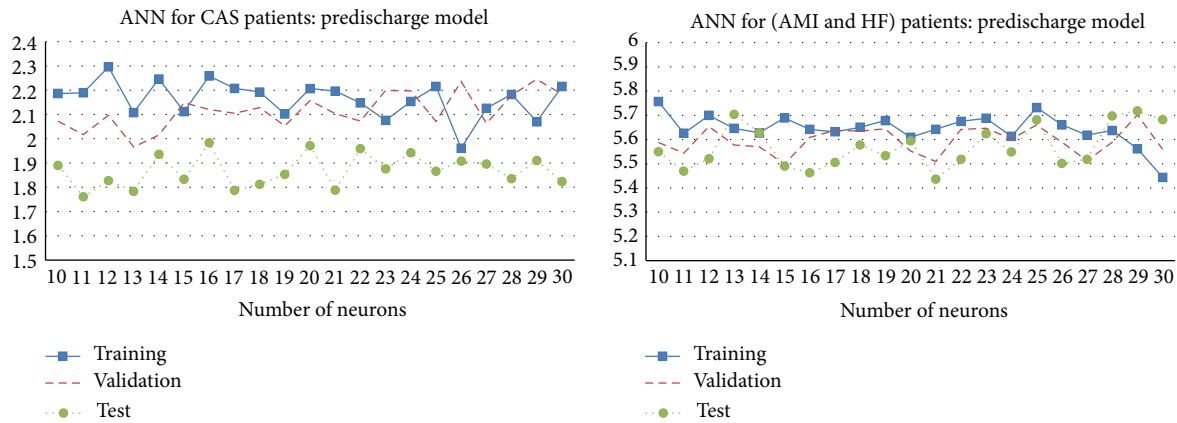 ANN for CAS patients: predischarge model
2.4
2.3
2.2
2.1
2
1.9
1.8
1.7
1.6
1.5
10 11 12 13 14 15 16 17 18 19 20 21 22 23 24 25 26 27 28 29 30
Number of neurons
Training
Validation
Test
ANN for (AMI and HF) patients: predischarge model
6
5.9
5.8
5.7
5.6
5.5
5.4
5.3
5.2
5.1
10 11 12 13 14 15 16 17 18 19 20 21 22 23 24 25 26 27 28 29 30
Number of neurons
Training
Validation
Test